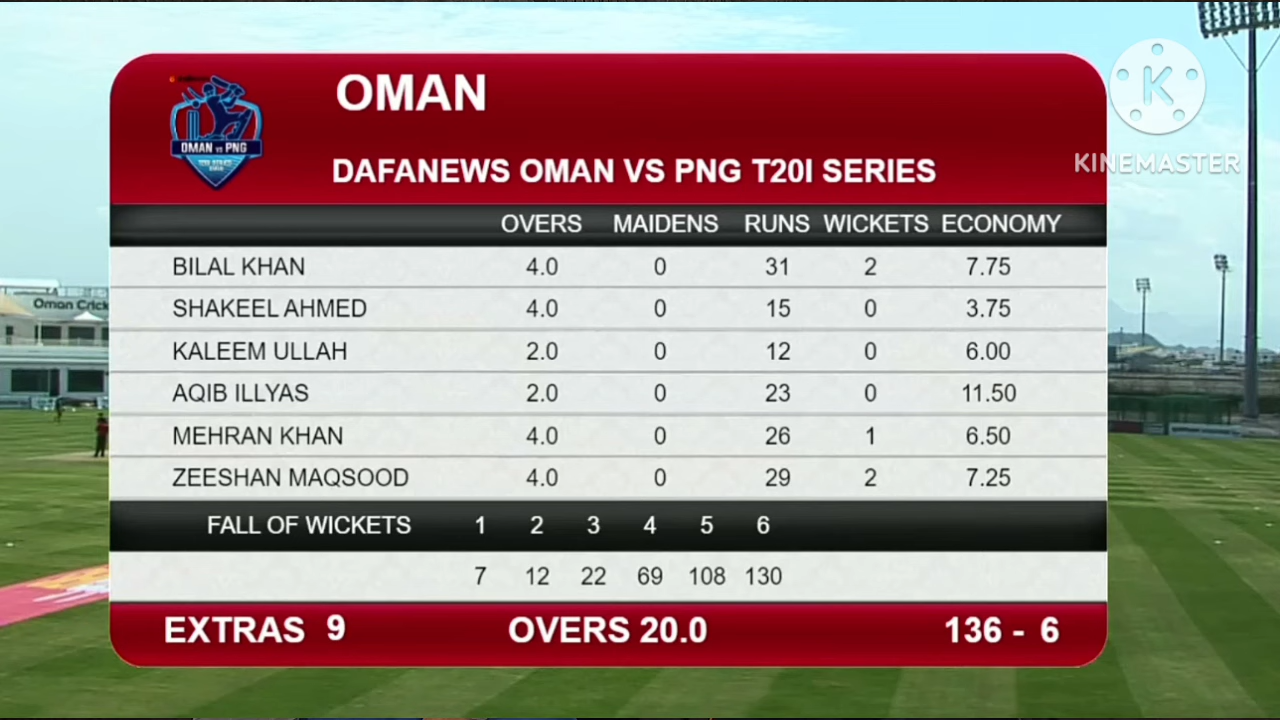 OMAN
DAFANEWS OMAN VS PNG T20I SERIES
OMAN VS PNG
K
KINEMASTER
OVERS MAIDENS RUNS WICKETS ECONOMY
BILAL KHAN 4.0 0 31 2 7.75
SHAKEEL AHMED 4.0 0 15 0 3.75
KALEEM ULLAH 2.0 0 12 0 6.00
AQIB ILLYAS 2.0 0 23 0 11.50
MEHRAN KHAN 4.0 0 26 1 6.50
ZEESHAN MAQSOOD 4.0 0 29 2 7.25
Oman Crick
FALL OF WICKETS 1 2 3 4 5 6
7 12 22 69 108 130
EXTRAS 9 OVERS 20.0 136 - 6